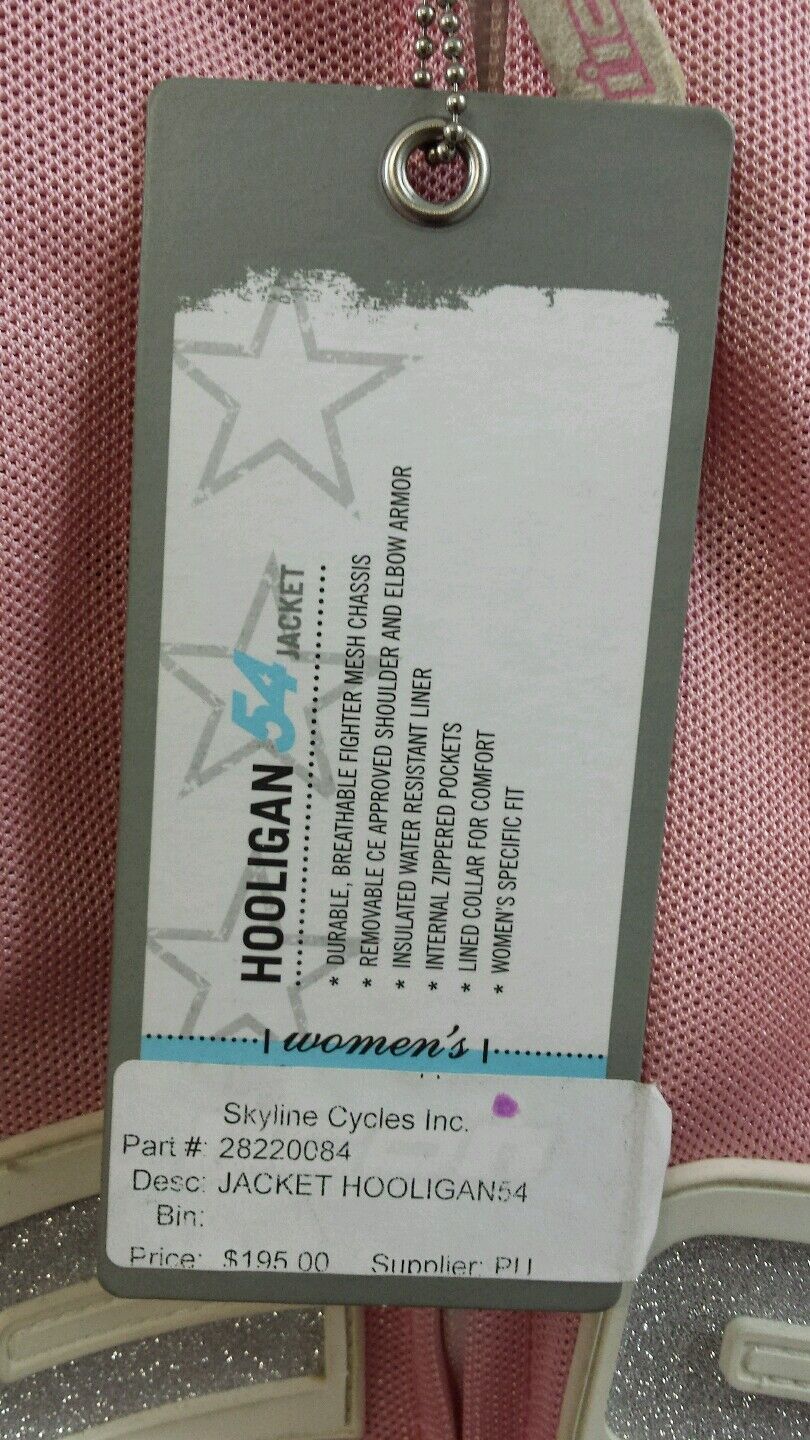 HOOLIGAN 54 JACKET
* DURABLE, BREATHABLE FIGHTER MESH CHASSIS
* REMOVABLE CE APPROVED SHOULDER AND ELBOW ARMOR
* INSULATED WATER RESISTANT LINER
* INTERNAL ZIPPERED POCKETS
* LINED COLLAR FOR COMFORT
* WOMEN'S SPECIFIC FIT
women's
Skyline Cycles Inc.
Part #: 28220084
Desc: JACKET HOOLIGAN54
Bin:
Price: $195.00 Supplier: PU